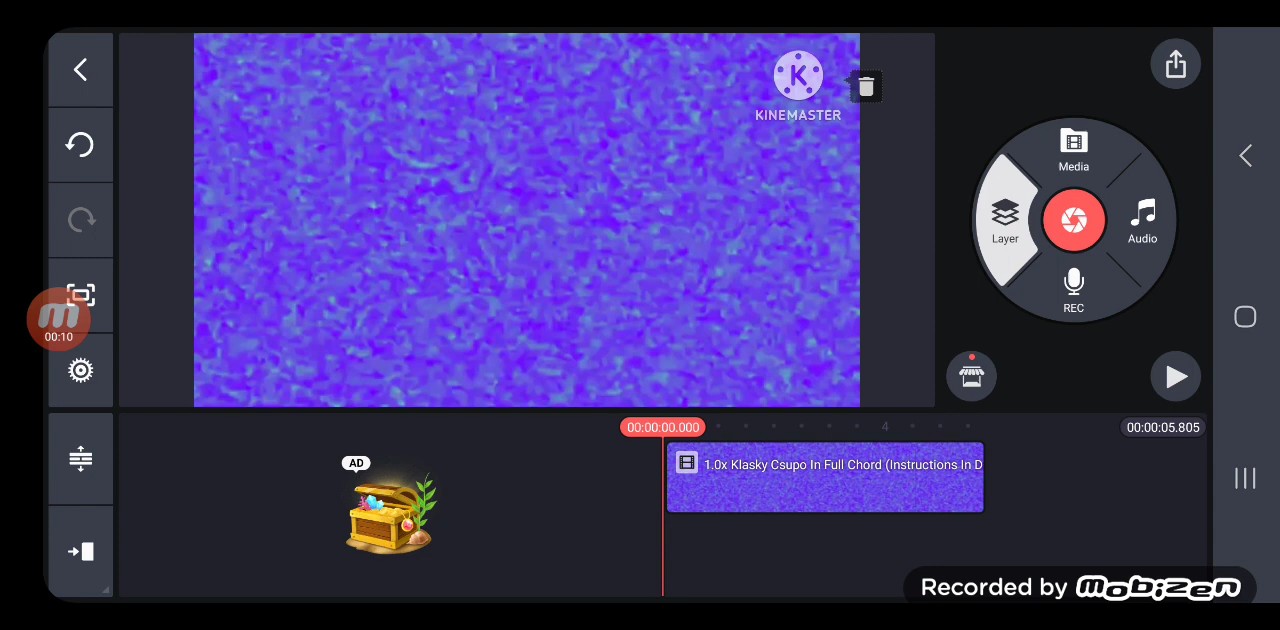 K
KINEMASTER
Media
Layer
Audio
REC
00:10
00:00:00.000
4
00:00:05.805
AD
1.0x Klasky Csupo In Full Chord (Instructions In D
Recorded by mobizen